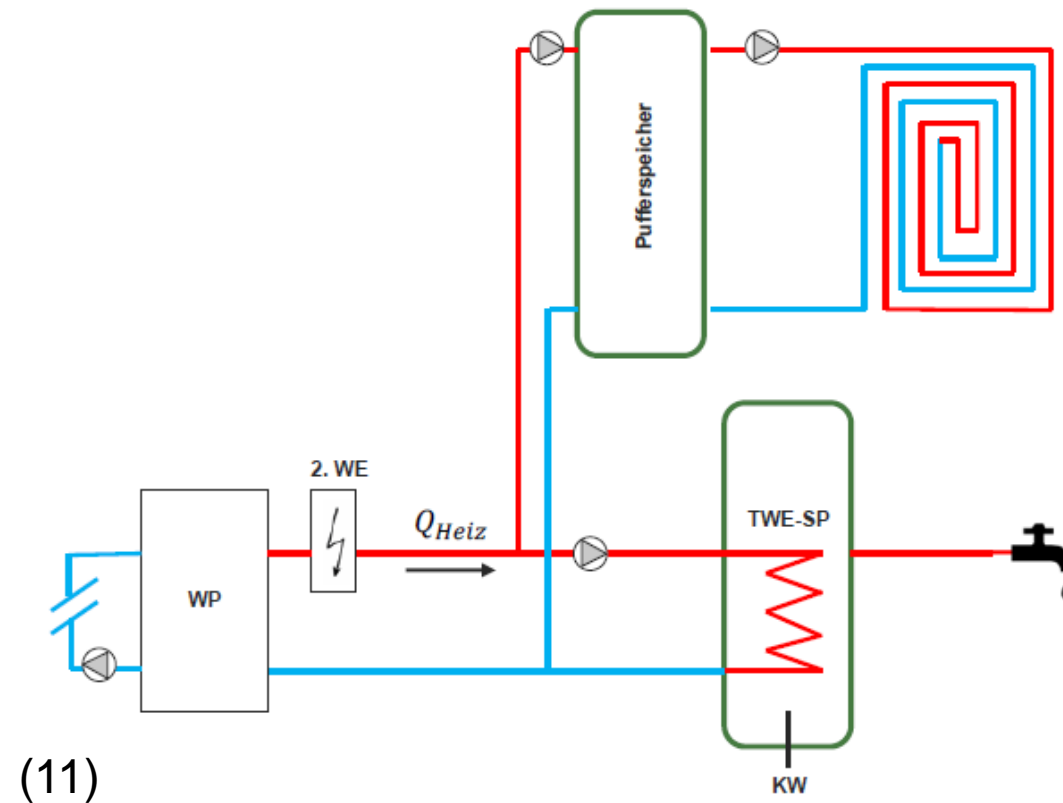 Pufferspeicher
2. WE
Q_Heiz
TWE-SP
WP
KW
(11)